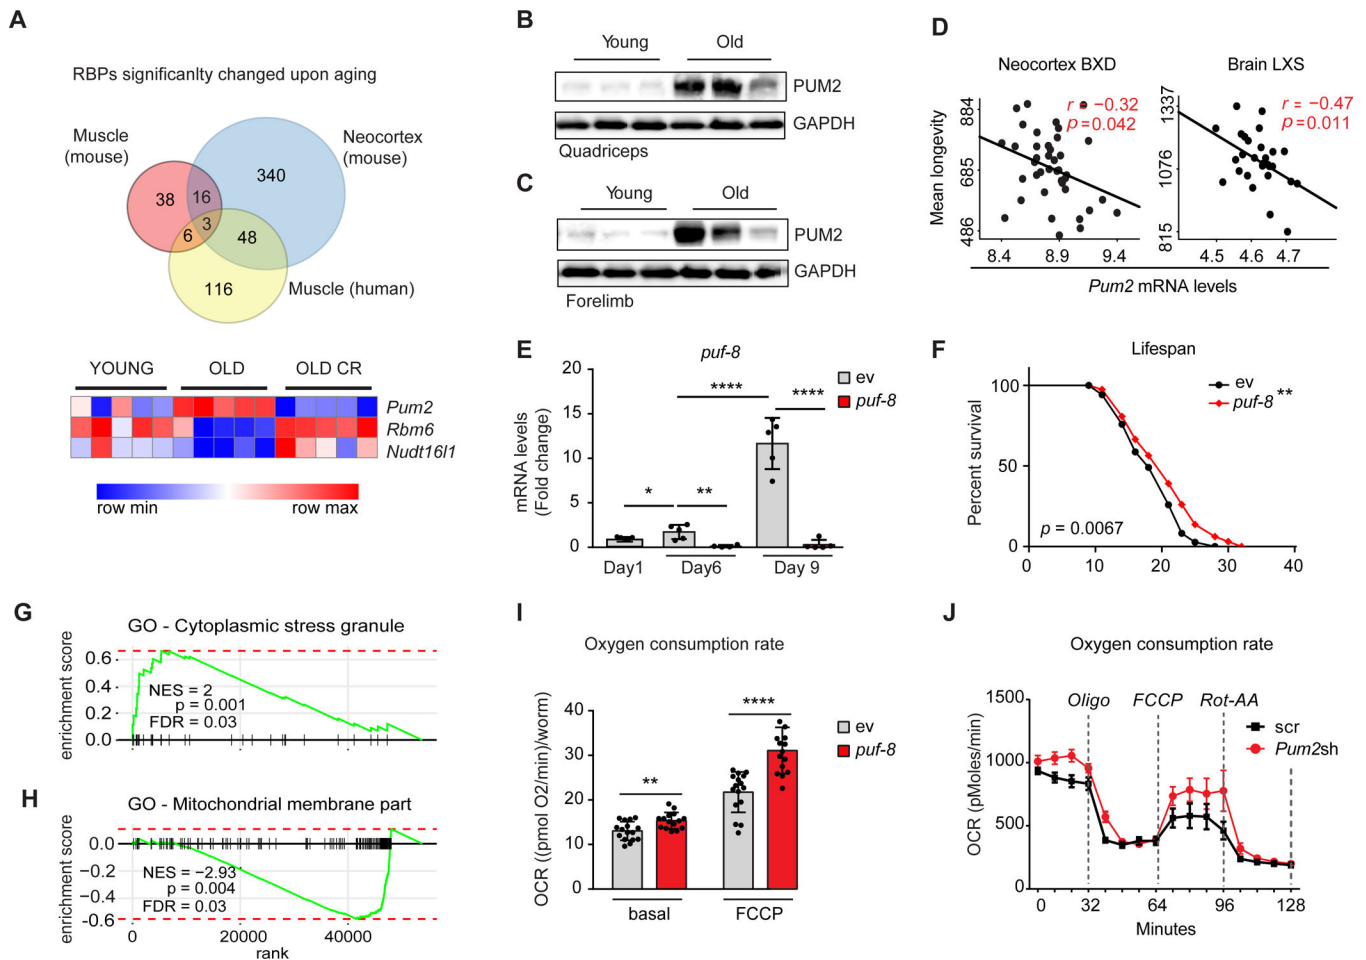 A
RBPs significanlty changed upon aging
Muscle
(mouse)
Neocortex
(mouse)
38
16
340
3
6
48
116
Muscle (human)
YOUNG OLD OLD CR
Pum2
Rbm6
Nudt16l1
row min row max
B
Young Old
PUM2
GAPDH
Quadriceps
C
Young Old
PUM2
GAPDH
Forelimb
D
Neocortex BXD
r = −0.32
p = 0.042
Mean longevity
884
685
486
8.4 8.9 9.4
Brain LXS
r = −0.47
p = 0.011
1337
1076
815
4.5 4.6 4.7
Pum2 mRNA levels
E
puf-8
mRNA levels
(Fold change)
20
15
10
5
0
* ** **** ****
ev
puf-8
Day1 Day6 Day 9
F
Lifespan
Percent survival
100
50
0
ev
puf-8 **
p = 0.0067
0 10 20 30 40
G
GO - Cytoplasmic stress granule
enrichment score
0.6
0.4
0.2
0.0
NES = 2
p = 0.001
FDR = 0.03
H
GO - Mitochondrial membrane part
enrichment score
0.0
−0.2
−0.4
−0.6
NES = −2.93
p = 0.004
FDR = 0.03
0 20000 40000
rank
I
Oxygen consumption rate
OCR ((pmol O2/min)/worm)
40
30
20
10
0
** ****
ev
puf-8
basal FCCP
J
Oxygen consumption rate
OCR (pMoles/min)
1500
1000
500
0
Oligo FCCP Rot-AA
scr
Pum2sh
0 32 64 96 128
Minutes